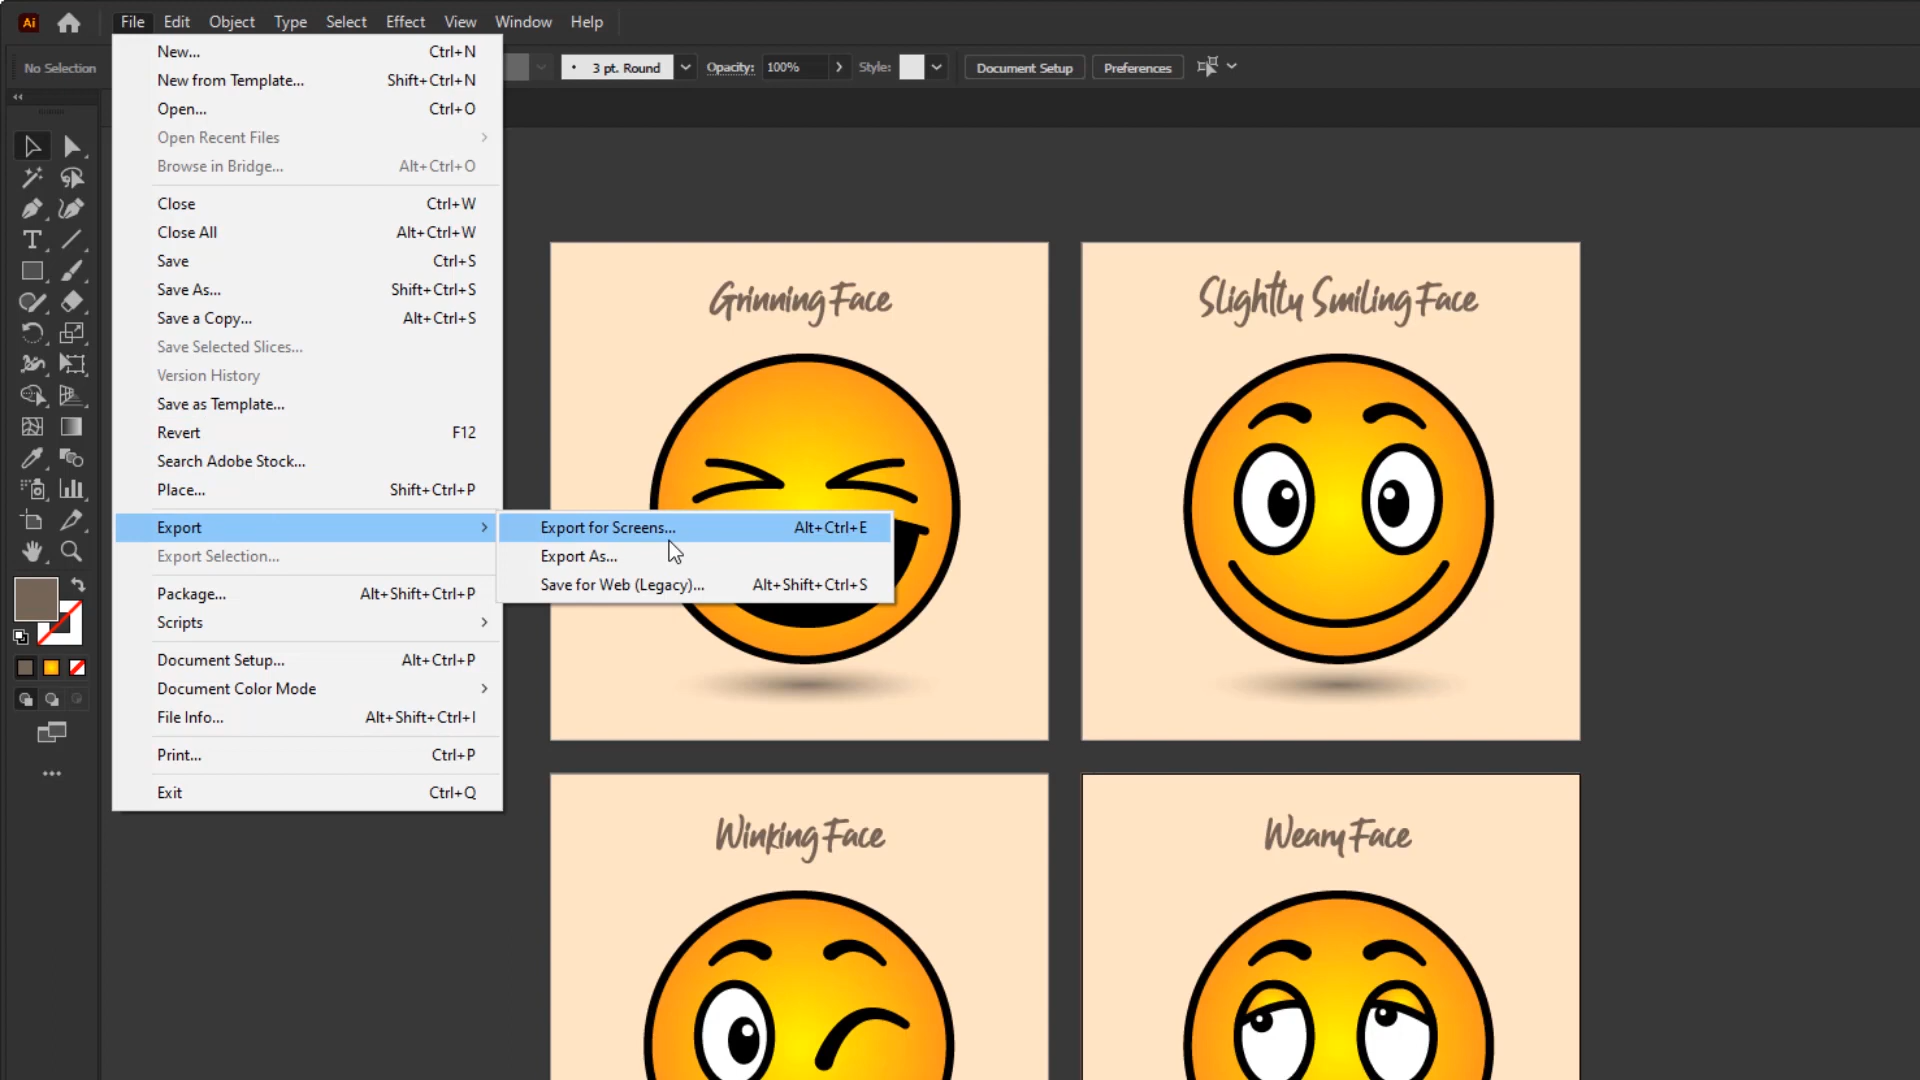 Ai File Edit Object Type Select Effect View Window Help
No Selection 3 pt. Round Opacity: 100% Style: Document Setup Preferences
New... Ctrl+N
New from Template... Shift+Ctrl+N
Open... Ctrl+O
Open Recent Files
Browse in Bridge... Alt+Ctrl+O
Close Ctrl+W
Close All Alt+Ctrl+W
Save Ctrl+S
Save As... Shift+Ctrl+S
Save a Copy... Alt+Ctrl+S
Save Selected Slices...
Version History
Save as Template...
Revert F12
Search Adobe Stock...
Place... Shift+Ctrl+P
Export
Export Selection...
Package... Alt+Shift+Ctrl+P
Scripts
Document Setup... Alt+Ctrl+P
Document Color Mode
File Info... Alt+Shift+Ctrl+I
Print... Ctrl+P
Exit Ctrl+Q
Export for Screens... Alt+Ctrl+E
Export As...
Save for Web (Legacy)... Alt+Shift+Ctrl+S
Grinning Face
Slightly Smiling Face
Winking Face
Weary Face